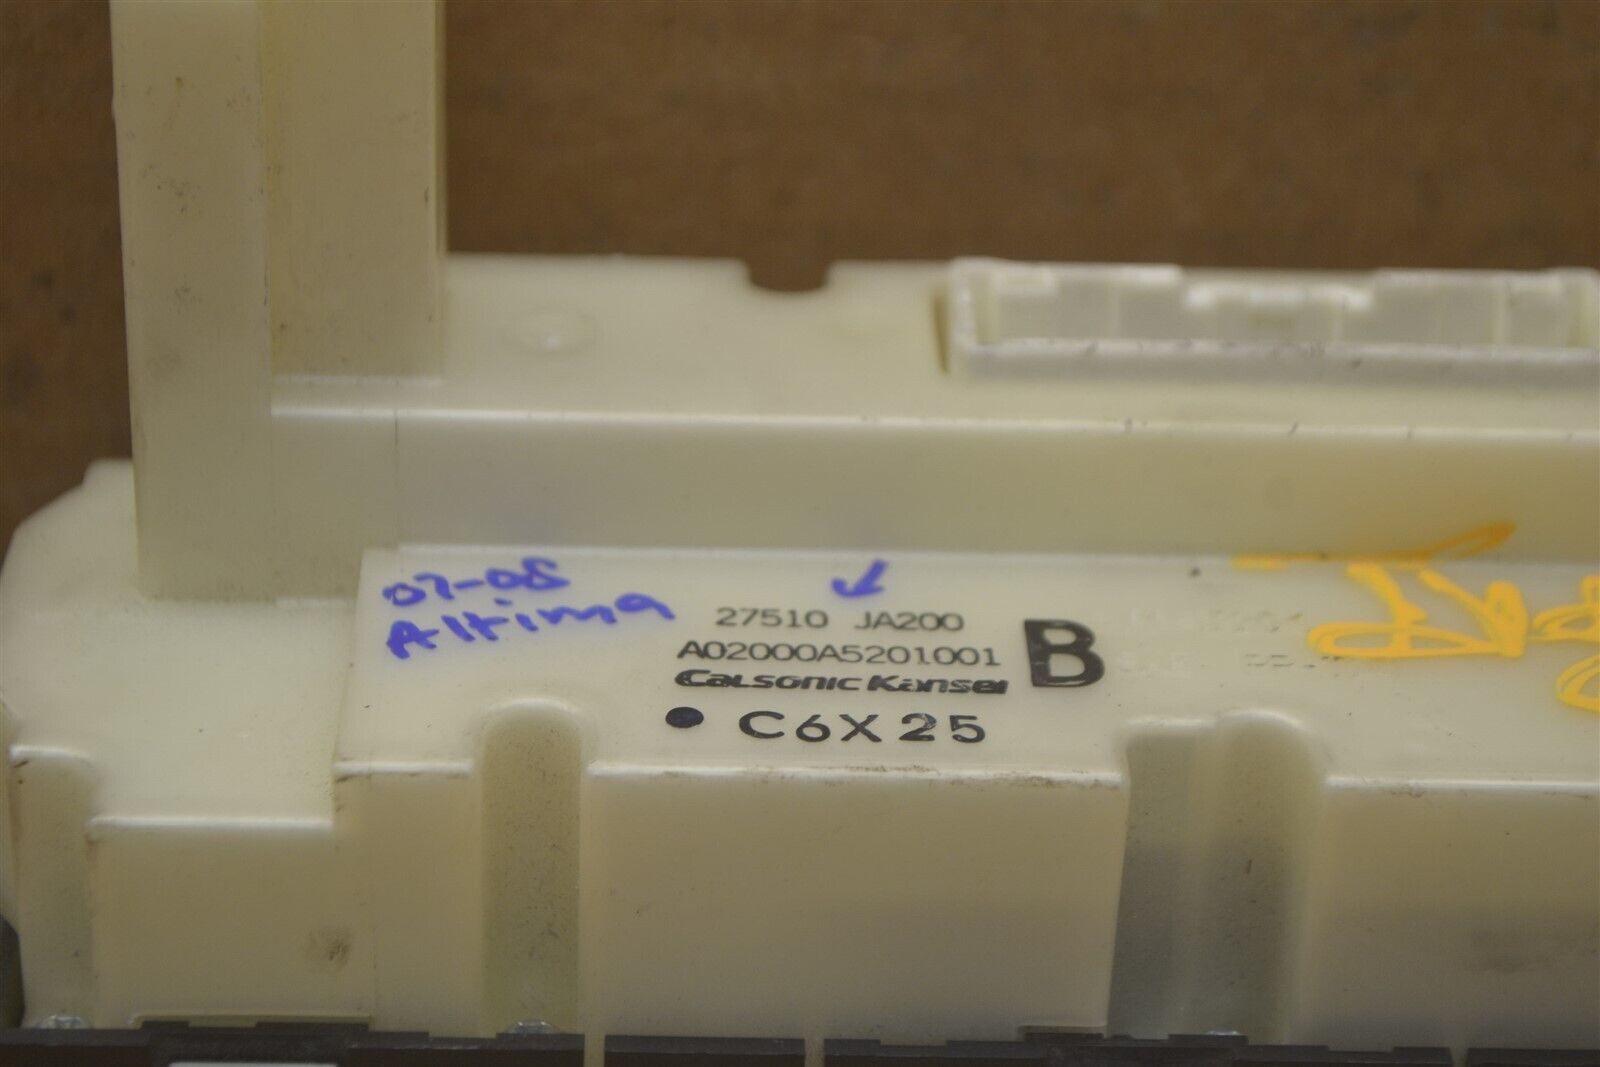 07-08
Altima
27510 JA200
A02000A5201001
CALSONIC KANSEI
B
• C6X25